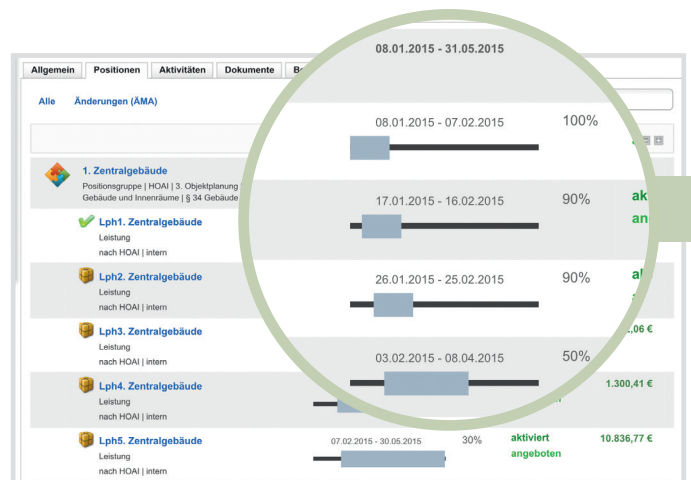 08.01.2015 - 31.05.2015
Allgemein Positionen Aktivitäten Dokumente
Alle Änderungen (ÄMA)
08.01.2015 - 07.02.2015 100%
1. Zentralgebäude
Positionsgruppe | HOAI | 3. Objektplanung
Gebäude und Innenräume | § 34 Gebäude
17.01.2015 - 16.02.2015 90%
Lph1. Zentralgebäude
Leistung
nach HOAI | intern
26.01.2015 - 25.02.2015 90%
Lph2. Zentralgebäude
Leistung
nach HOAI | intern
Lph3. Zentralgebäude
Leistung
nach HOAI | intern
03.02.2015 - 08.04.2015 50%
Lph4. Zentralgebäude 1.300,41 €
Leistung
nach HOAI | intern
Lph5. Zentralgebäude 07.02.2015 - 30.05.2015 30% aktiviert 10.836,77 €
Leistung angeboten
nach HOAI | intern